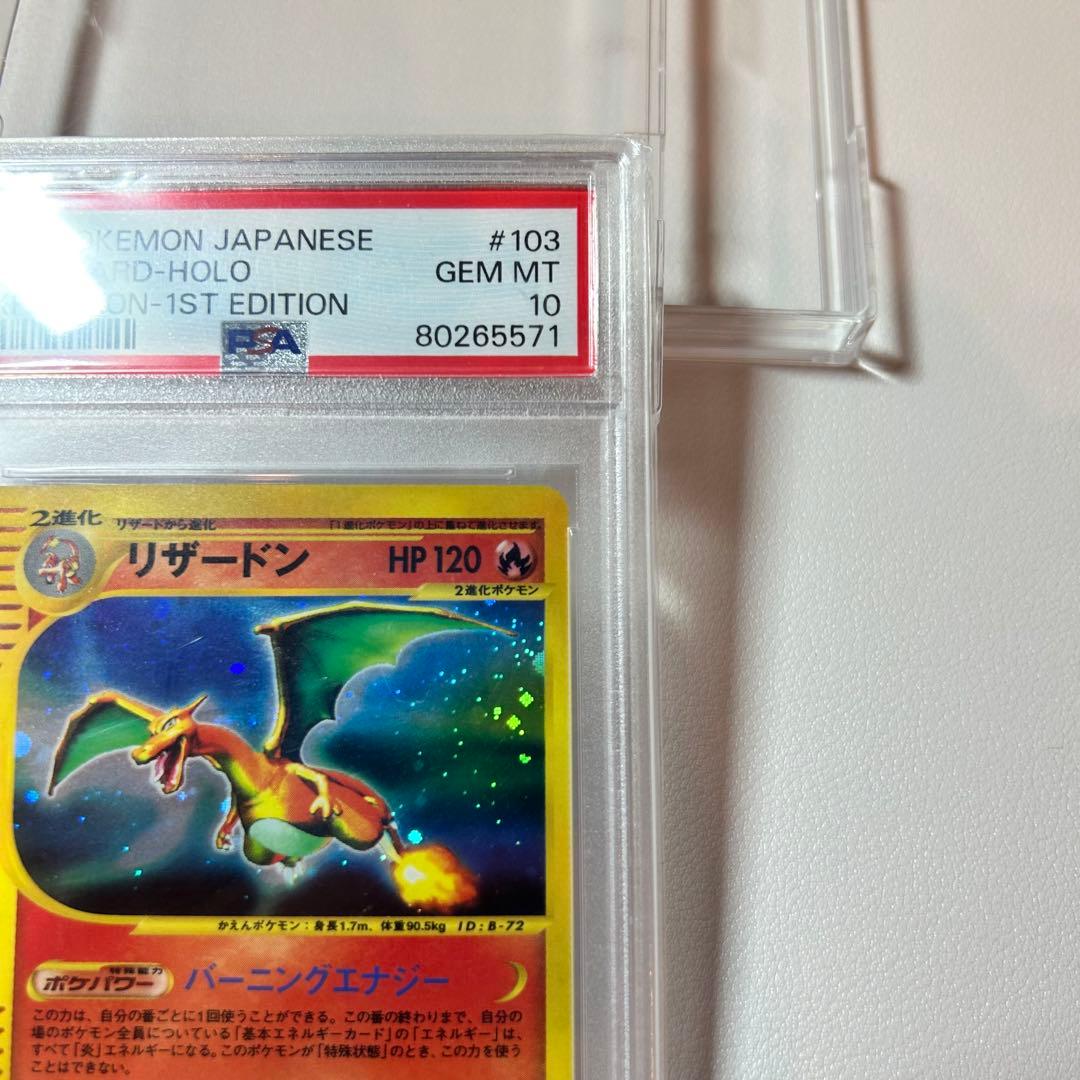 POKEMON JAPANESE #103
ARD-HOLO GEM MT
ON-1ST EDITION 10
PSA 80265571
2進化 リザードから進化 「1進化ポケモン」の上に重ねて進化させます。
リザードン HP120
2進化ポケモン
かえんポケモン:身長1.7m、体重90.5kg ID:B-72
特殊能力
ポケパワー バーニングエナジー
この力は、自分の番ごとに1回使うことができる。この番の終わりまで、自分の
場のポケモン全員についている「基本エネルギーカード」の「エネルギー」は、
すべて「炎」エネルギーになる。このポケモンが「特殊状態」のとき、この力を使う
ことはできない。